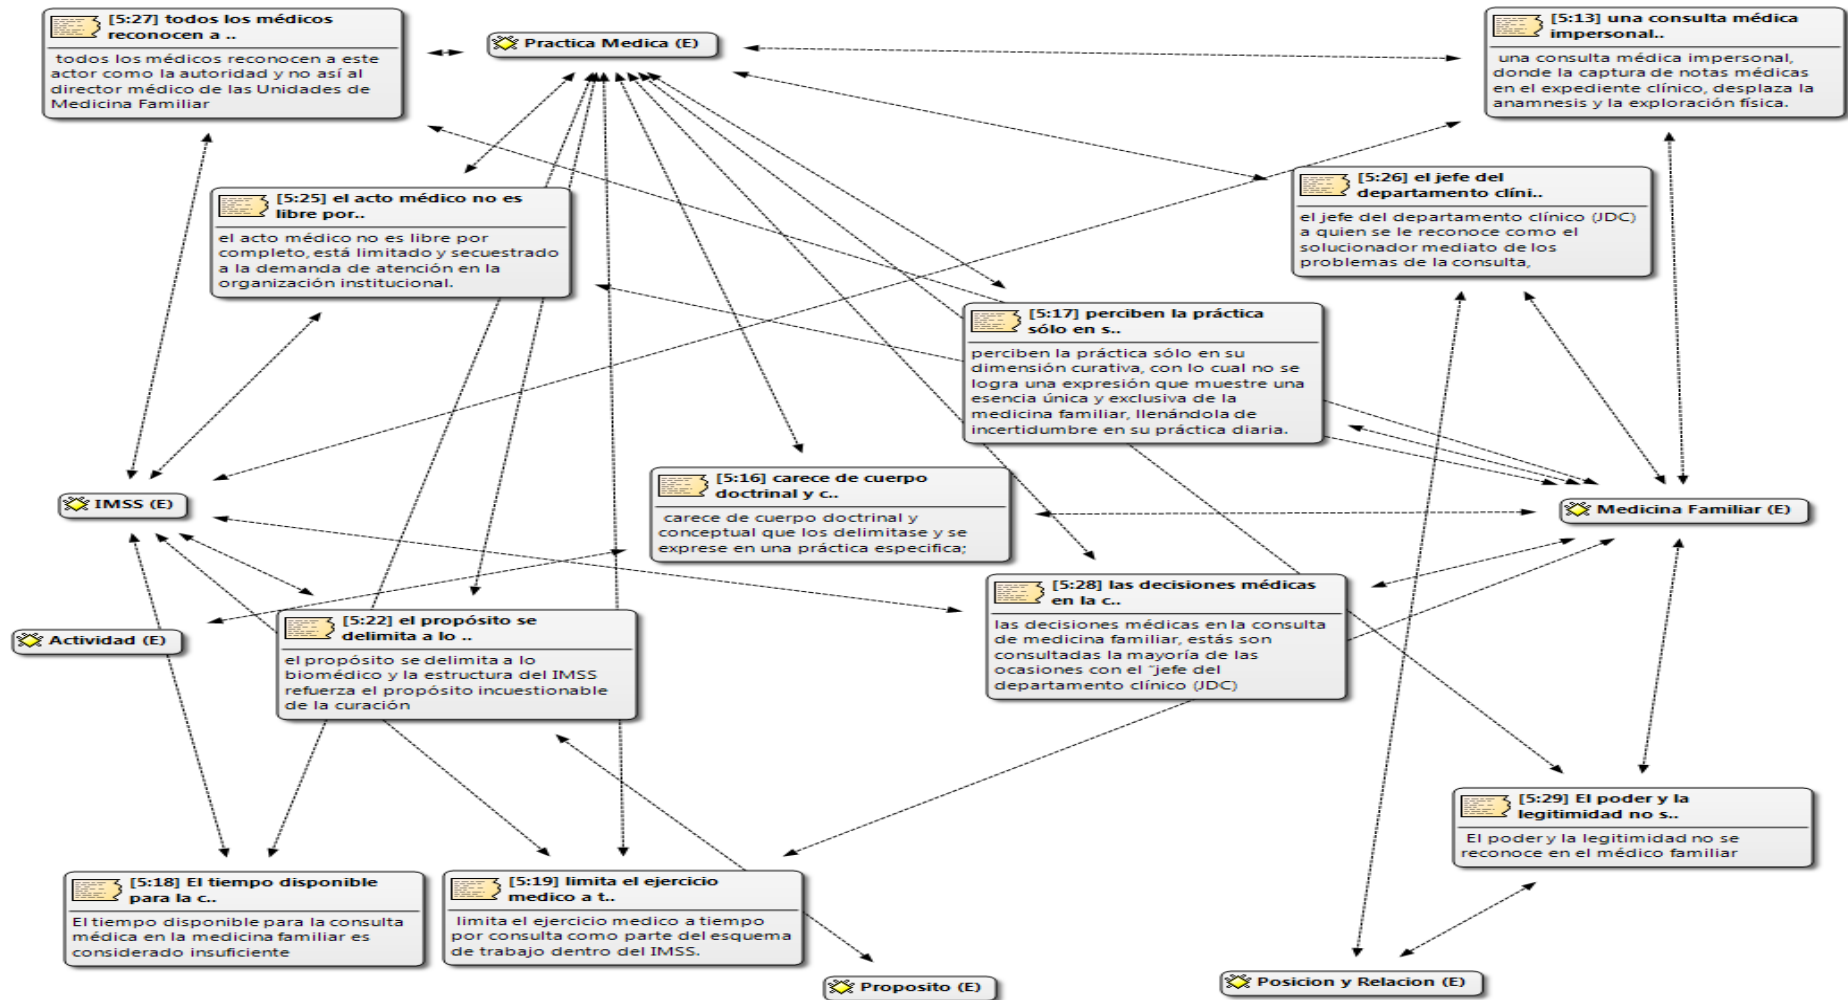 [5:27] todos los médicos
reconocen a ..
todos los médicos reconocen a este
actor como la autoridad y no así al
director médico de las Unidades de
Medicina Familiar
Practica Medica (E)
[5:13] una consulta médica
impersonal..
una consulta médica impersonal,
donde la captura de notas médicas
en el expediente clínico, desplaza la
anamnesis y la exploración física.
[5:25] el acto médico no es
libre por..
el acto médico no es libre por
completo, está limitado y secuestrado
a la demanda de atención en la
organización institucional.
[5:26] el jefe del
departamento clíni..
el jefe del departamento clínico (JDC)
a quien se le reconoce como el
solucionador mediato de los
problemas de la consulta,
[5:17] perciben la práctica
sólo en s..
perciben la práctica sólo en su
dimensión curativa, con lo cual no se
logra una expresión que muestre una
esencia única y exclusiva de la
medicina familiar, llenándola de
incertidumbre en su práctica diaria.
[5:16] carece de cuerpo
doctrinal y c..
carece de cuerpo doctrinal y
conceptual que los delimitase y se
exprese en una práctica especifica;
IMSS (E)
Medicina Familiar (E)
[5:28] las decisiones médicas
en la c..
las decisiones médicas en la consulta
de medicina familiar, estás son
consultadas la mayoría de las
ocasiones con el "jefe del
departamento clínico (JDC)
Actividad (E)
[5:22] el propósito se
delimita a lo ..
el propósito se delimita a lo
biomédico y la estructura del IMSS
refuerza el propósito incuestionable
de la curación
[5:29] El poder y la
legitimidad no s..
El poder y la legitimidad no se
reconoce en el médico familiar
[5:18] El tiempo disponible
para la c..
El tiempo disponible para la consulta
médica en la medicina familiar es
considerado insuficiente
[5:19] limita el ejercicio
medico a t..
limita el ejercicio medico a tiempo
por consulta como parte del esquema
de trabajo dentro del IMSS.
Proposito (E)
Posicion y Relacion (E)